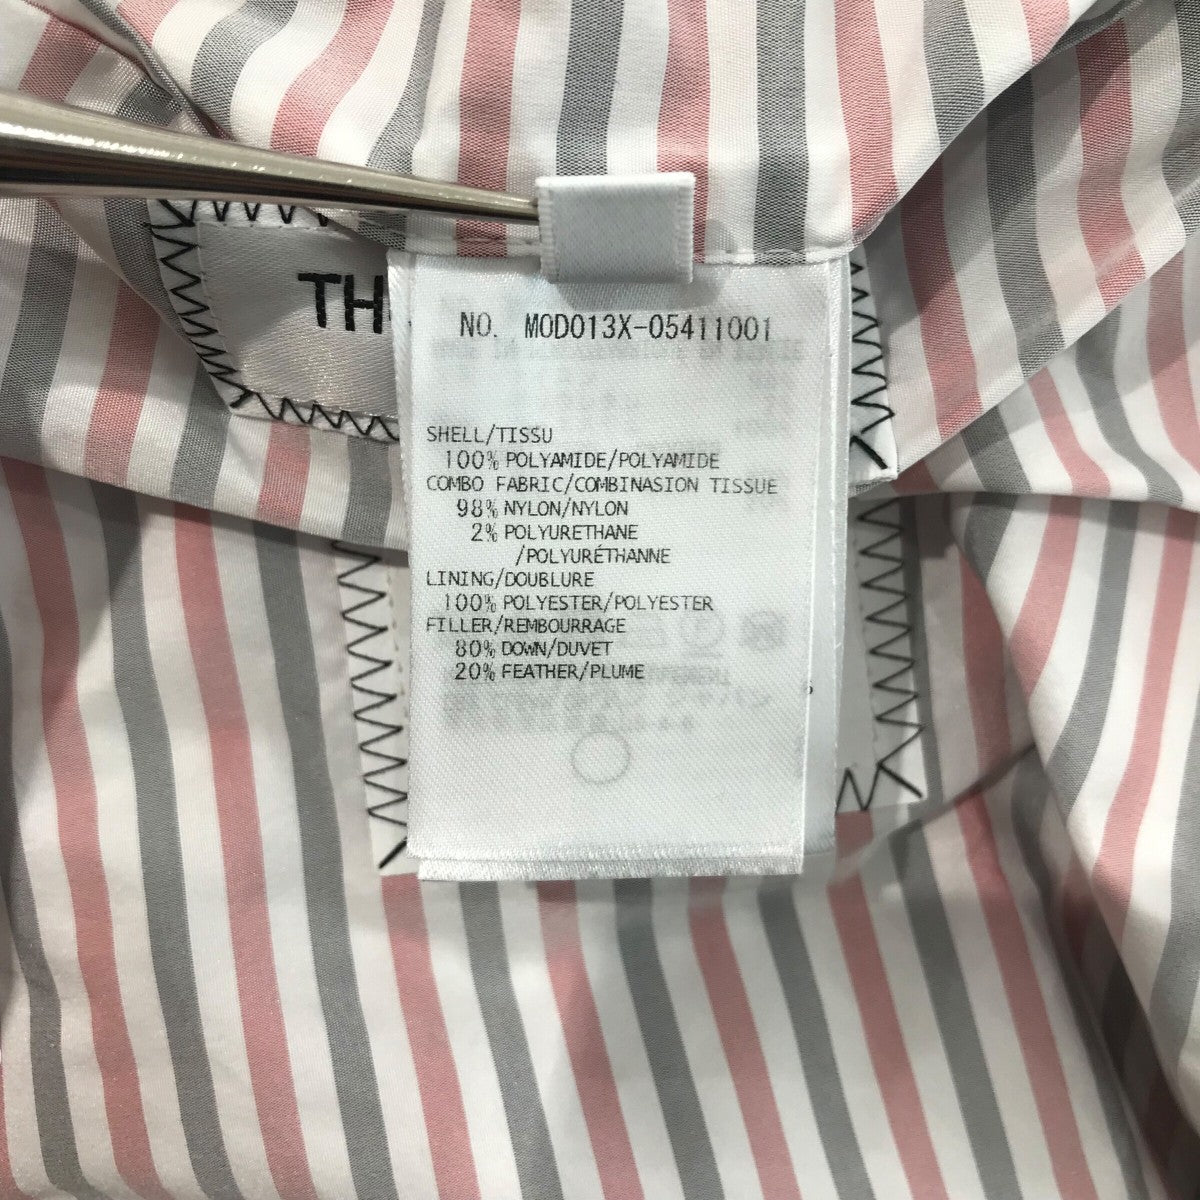 TH
NO. MOD013X-05411001
SHELL/TISSU
100% POLYAMIDE/POLYAMIDE
COMBO FABRIC/COMBINASION TISSUE
98% NYLON/NYLON
2% POLYURETHANE
/POLYURÉTHANNE
LINING/DOUBLURE
100% POLYESTER/POLYESTER
FILLER/REMBOURRAGE
80% DOWN/DUVET
20% FEATHER/PLUME